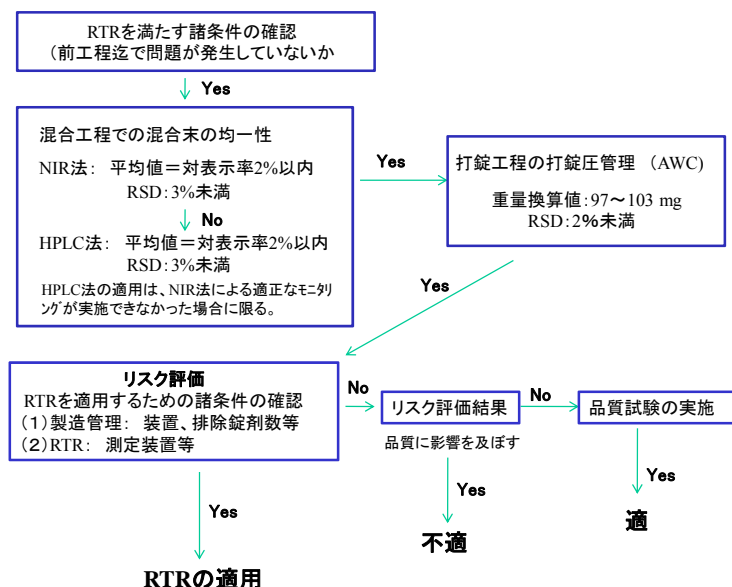 RTRを満たす諸条件の確認
(前工程迄で問題が発生していないか
Yes
混合工程での混合末の均一性
NIR法: 平均値=対表示率2%以内
RSD:3%未満
No
HPLC法: 平均値=対表示率2%以内
RSD:3%未満
HPLC法の適用は、NIR法による適正なモニタリ
ングが実施できなかった場合に限る。
Yes
打錠工程の打錠圧管理 (AWC)
重量換算値:97~103 mg
RSD:2%未満
Yes
リスク評価
RTRを適用するための諸条件の確認
(1)製造管理: 装置、排除錠剤数等
(2)RTR: 測定装置等
No
リスク評価結果
品質に影響を及ぼす
No
品質試験の実施
Yes
Yes
Yes
適
不適
RTRの適用